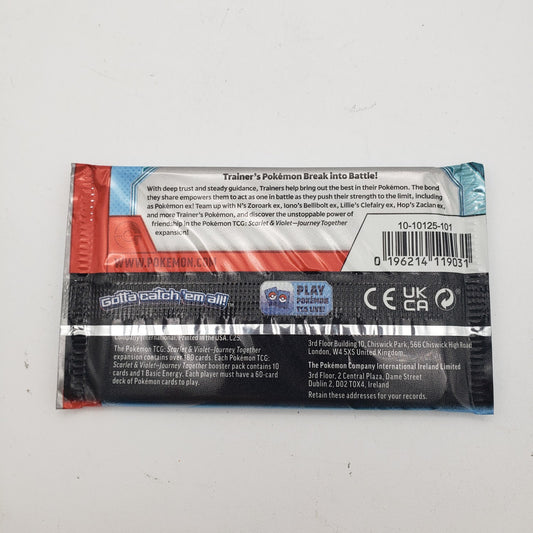 Trainer's Pokémon Break into Battle!
With deep trust and steady guidance, Trainers help bring out the best in their Pokémon. The bond
they share empowers them to act as one in battle as they push their strength to the limit, including
as Pokémon ex! Team up with N's Zoroark ex, Iono's Bellibolt ex, Lillie's Clefairy ex, Hop's Zacian ex,
and more Trainer's Pokémon, and discover the unstoppable power of
friendship in the Pokémon TCG: Scarlet & Violet—Journey Together
expansion!
10-10125-101
0 196214 119031
WWW.POKEMON.COM
Gotta catch 'em all!
PLAY
POKÉMON
TCG LIVE!
CE UK
CA
Company International. Printed in the USA. C25
The Pokémon TCG: Scarlet & Violet—Journey Together
expansion contains over 180 cards. Each Pokémon TCG:
Scarlet & Violet—Journey Together booster pack contains 10
cards and 1 Basic Energy. Each player must have a 60-card
deck of Pokémon cards to play.
3rd Floor Building 10, Chiswick Park, 566 Chiswick High Road
London, W4 5XS United Kingdom
The Pokémon Company International Ireland Limited
3rd Floor, 2 Central Plaza, Dame Street
Dublin 2, D02 T0X4, Ireland
Retain these addresses for your records.